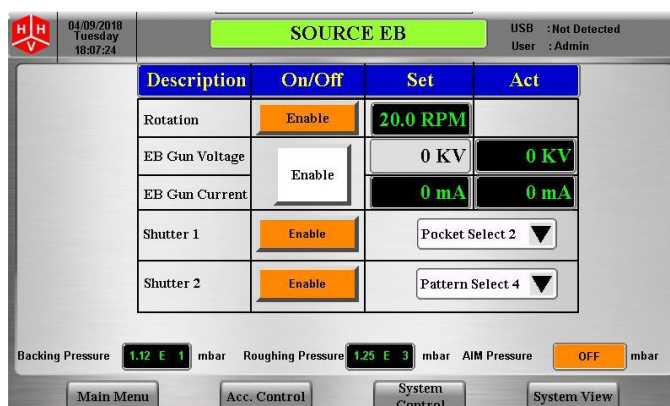 H H V
04/09/2018
Tuesday
18:07:24
SOURCE EB
USB : Not Detected
User : Admin
Description On/Off Set Act
Rotation Enable 20.0 RPM
EB Gun Voltage 0 KV 0 KV
Enable
EB Gun Current 0 mA 0 mA
Shutter 1 Enable Pocket Select 2
Shutter 2 Enable Pattern Select 4
Backing Pressure 1.12 E 1 mbar Roughing Pressure 1.25 E 3 mbar AIM Pressure OFF mbar
Main Menu Acc. Control System Control System View